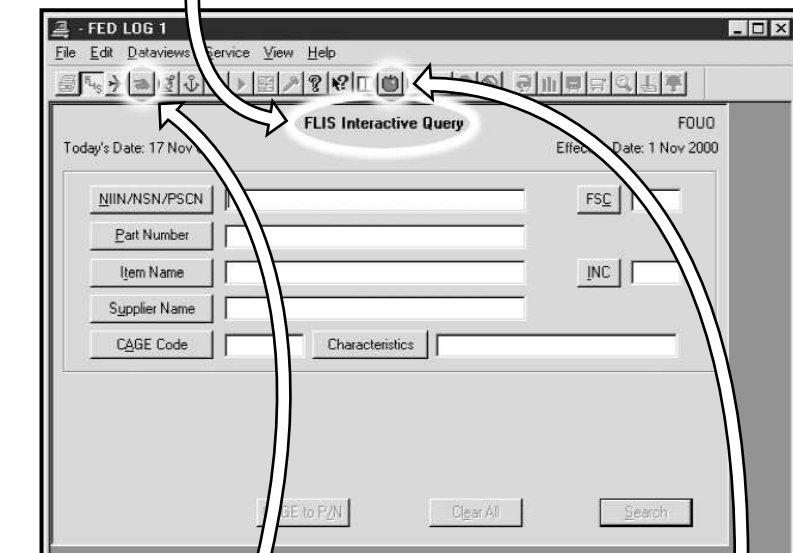 - FED LOG 1
File Edit Dataviews Service View Help
FLIS
FLIS Interactive Query FOUO
Today's Date: 17 Nov Effective Date: 1 Nov 2000
NIIN/NSN/PSCN FSC
Part Number
Item Name INC
Supplier Name
CAGE Code Characteristics
to P/N Clear All Search